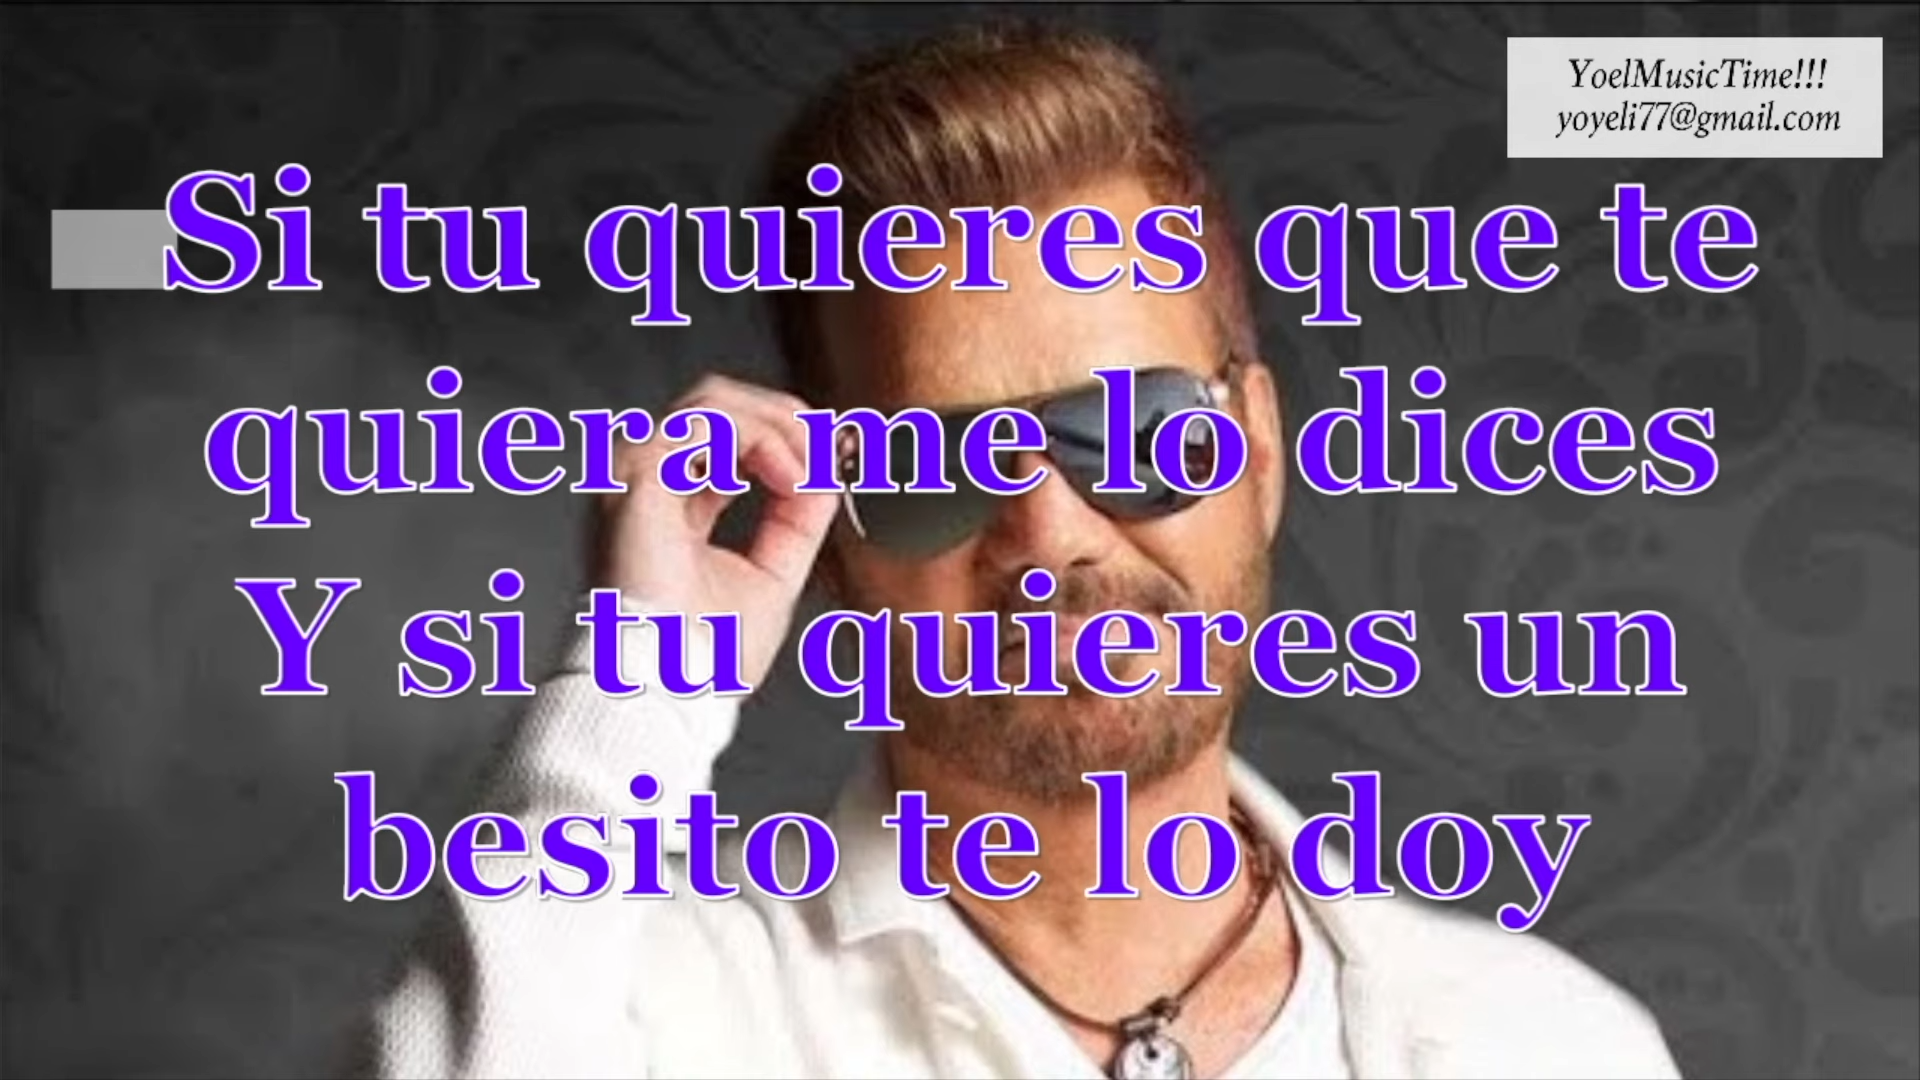 YoelMusicTime!!!
yoyeli77@gmail.com
Si tu quieres que te
quiera me lo dices
Y si tu quieres un
besito te lo doy